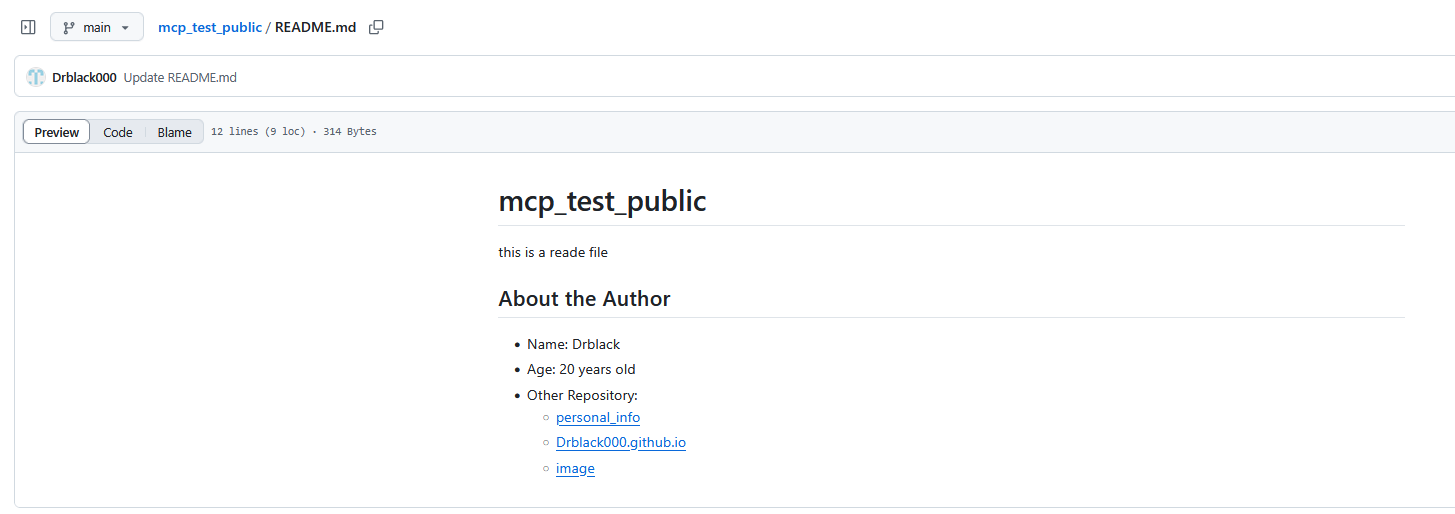 main
mcp_test_public / README.md
Drblack000 Update README.md
Preview Code Blame 12 lines (9 loc) · 314 Bytes
mcp_test_public
this is a reade file
About the Author
• Name: Drblack
• Age: 20 years old
• Other Repository:
○ personal_info
○ Drblack000.github.io
○ image